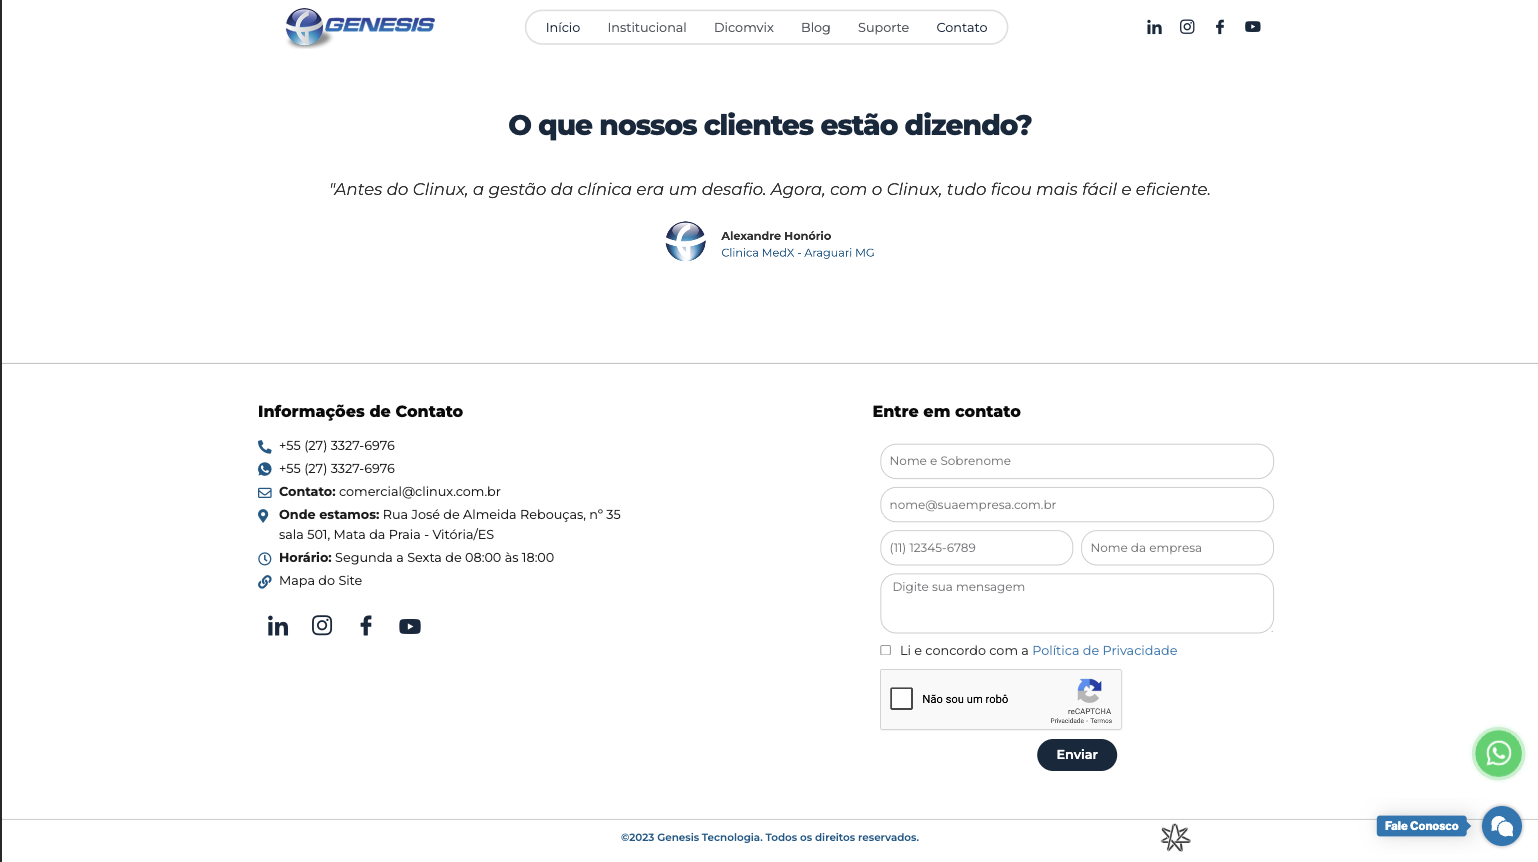 GENESIS
Início Institucional Dicomvix Blog Suporte Contato
O que nossos clientes estão dizendo?
"Antes do Clinux, a gestão da clínica era um desafio. Agora, com o Clinux, tudo ficou mais fácil e eficiente.
Alexandre Honório
Clinica MedX - Araguari MG
Informações de Contato
+55 (27) 3327-6976
+55 (27) 3327-6976
Contato: comercial@clinux.com.br
Onde estamos: Rua José de Almeida Rebouças, nº 35
sala 501, Mata da Praia - Vitória/ES
Horário: Segunda a Sexta de 08:00 às 18:00
Mapa do Site
Entre em contato
Nome e Sobrenome
nome@suaempresa.com.br
(11) 12345-6789 Nome da empresa
Digite sua mensagem
Li e concordo com a Política de Privacidade
Não sou um robô
reCAPTCHA
Privacidade - Termos
Enviar
Fale Conosco
©2023 Genesis Tecnologia. Todos os direitos reservados.